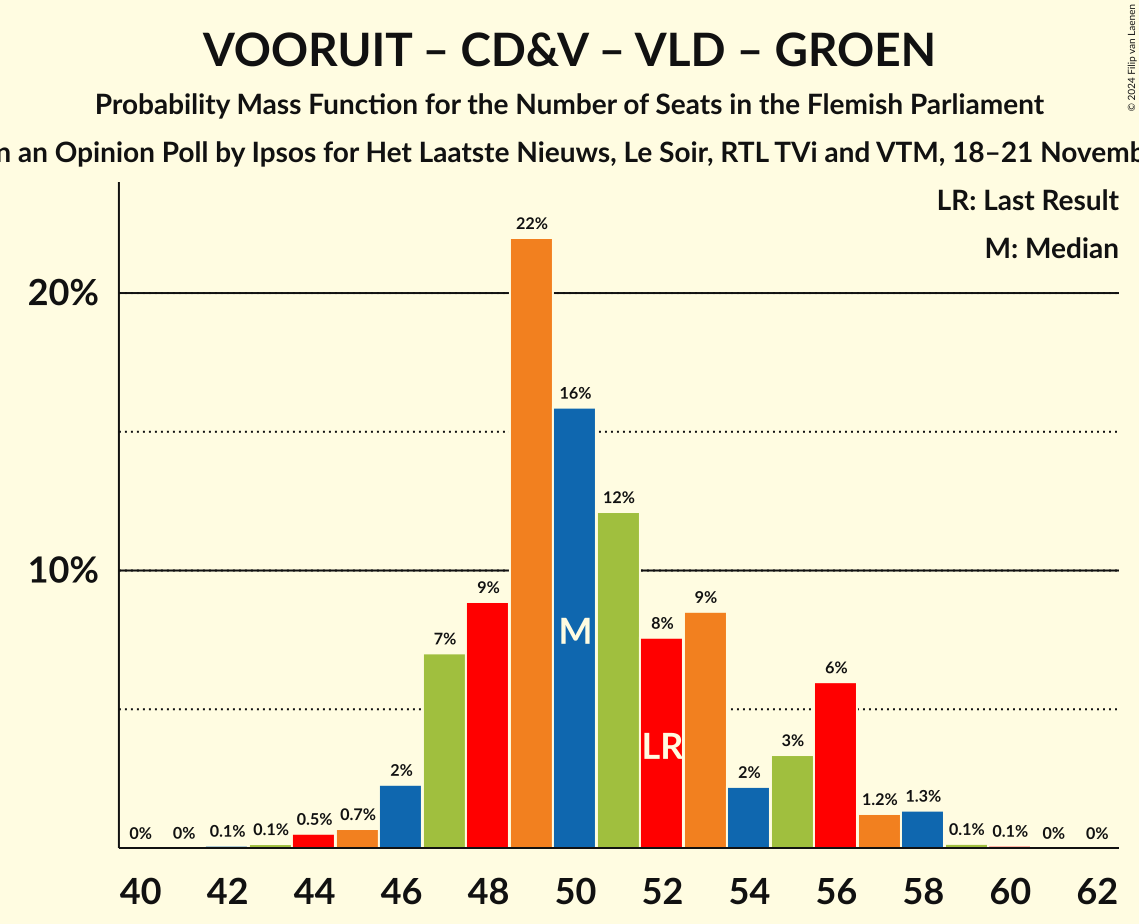 VOORUIT – CD&V – VLD – GROEN
Probability Mass Function for the Number of Seats in the Flemish Parliament
an Opinion Poll by Ipsos for Het Laatste Nieuws, Le Soir, RTL TVi and VTM, 18–21
© 2024 Filip van Laenen
LR: Last Result
M: Median
20%
10%
0% 0% 0.1% 0.1% 0.5% 0.7% 2% 7% 9% 22% 16% 12% 8% 9% 2% 3% 6% 1.2% 1.3% 0.1% 0.1% 0% 0%
M
LR
40 42 44 46 48 50 52 54 56 58 60 62